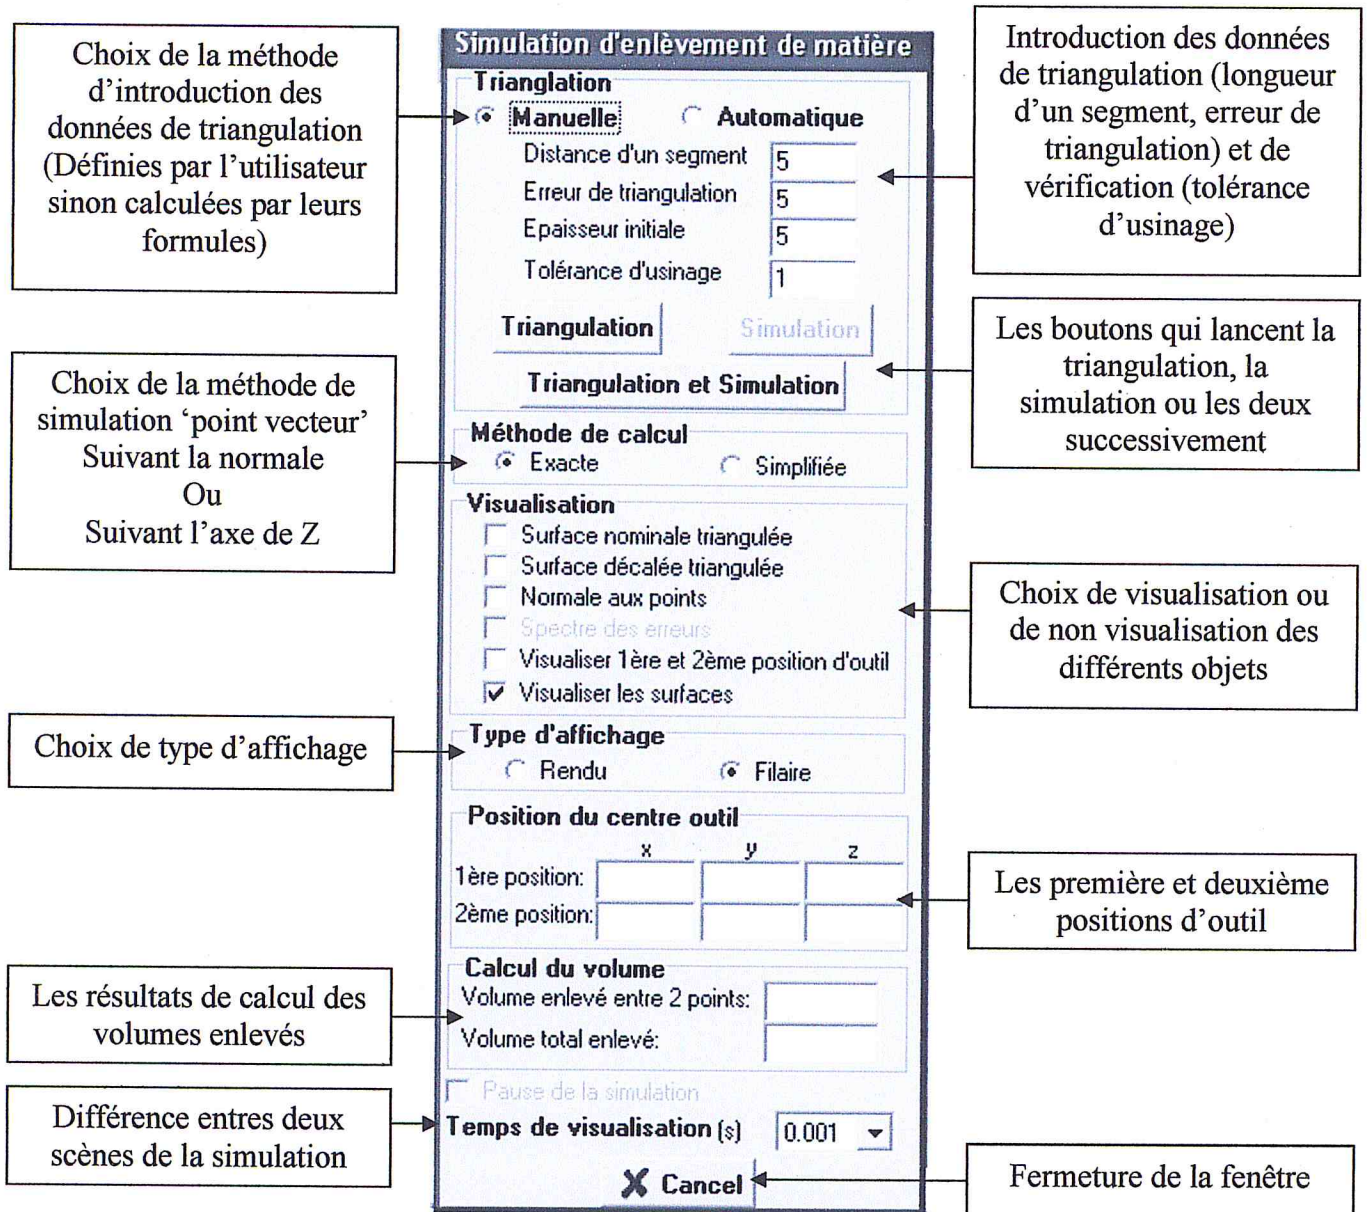 Choix de la méthode
d'introduction des
données de triangulation
(Définies par l'utilisateur
sinon calculées par leurs
formules)
Choix de la méthode de
simulation ‘point vecteur’
Suivant la normale
Ou
Suivant l'axe de Z
Choix de type d'affichage
Les résultats de calcul des
volumes enlevés
Différence entres deux
scènes de la simulation
Simulation d'enlèvement de matière
Trianglation
Manuelle Automatique
Distance d'un segment 5
Erreur de triangulation 5
Epaisseur initiale 5
Tolérance d'usinage 1
Triangulation Simulation
Triangulation et Simulation
Méthode de calcul
Exacte Simplifiée
Visualisation
Surface nominale triangulée
Surface décalée triangulée
Normale aux points
Spectre des erreurs
Visualiser 1ère et 2ème position d'outil
Visualiser les surfaces
Type d'affichage
Rendu Filaire
Position du centre outil
x y z
1ère position:
2ème position:
Calcul du volume
Volume enlevé entre 2 points:
Volume total enlevé:
Pause de la simulation
Temps de visualisation (s) 0.001
Cancel
Introduction des données
de triangulation (longueur
d'un segment, erreur de
triangulation) et de
vérification (tolérance
d'usinage)
Les boutons qui lancent la
triangulation, la
simulation ou les deux
successivement
Choix de visualisation ou
de non visualisation des
différents objets
Les première et deuxième
positions d'outil
Fermeture de la fenêtre